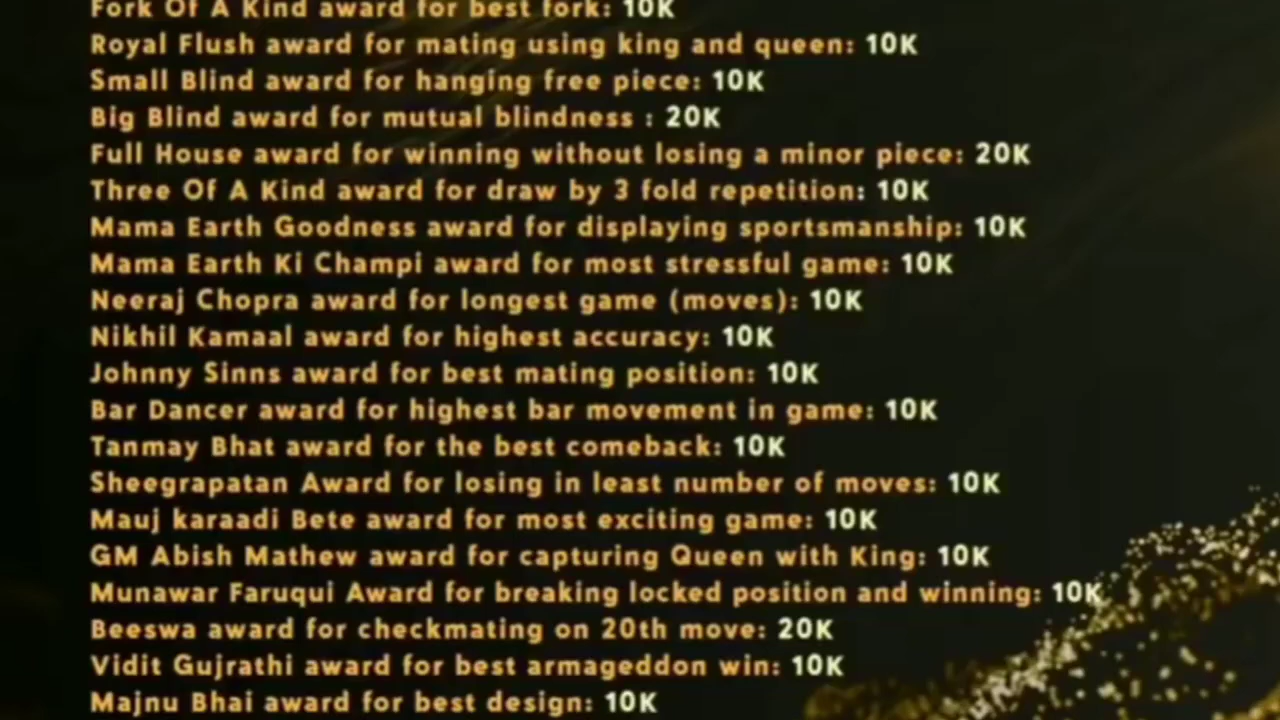 Fork Of A Kind award for best fork: 10K
Royal Flush award for mating using king and queen: 10K
Small Blind award for hanging free piece: 10K
Big Blind award for mutual blindness : 20K
Full House award for winning without losing a minor piece: 20K
Three Of A Kind award for draw by 3 fold repetition: 10K
Mama Earth Goodness award for displaying sportsmanship: 10K
Mama Earth Ki Champi award for most stressful game: 10K
Neeraj Chopra award for longest game (moves): 10K
Nikhil Kamaal award for highest accuracy: 10K
Johnny Sinns award for best mating position: 10K
Bar Dancer award for highest bar movement in game: 10K
Tanmay Bhat award for the best comeback: 10K
Sheegrapatan Award for losing in least number of moves: 10K
Mauj karaadi Bete award for most exciting game: 10K
GM Abish Mathew award for capturing Queen with King: 10K
Munawar Faruqui Award for breaking locked position and winning: 10K
Beeswa award for checkmating on 20th move: 20K
Vidit Gujrathi award for best armageddon win: 10K
Majnu Bhai award for best design: 10K